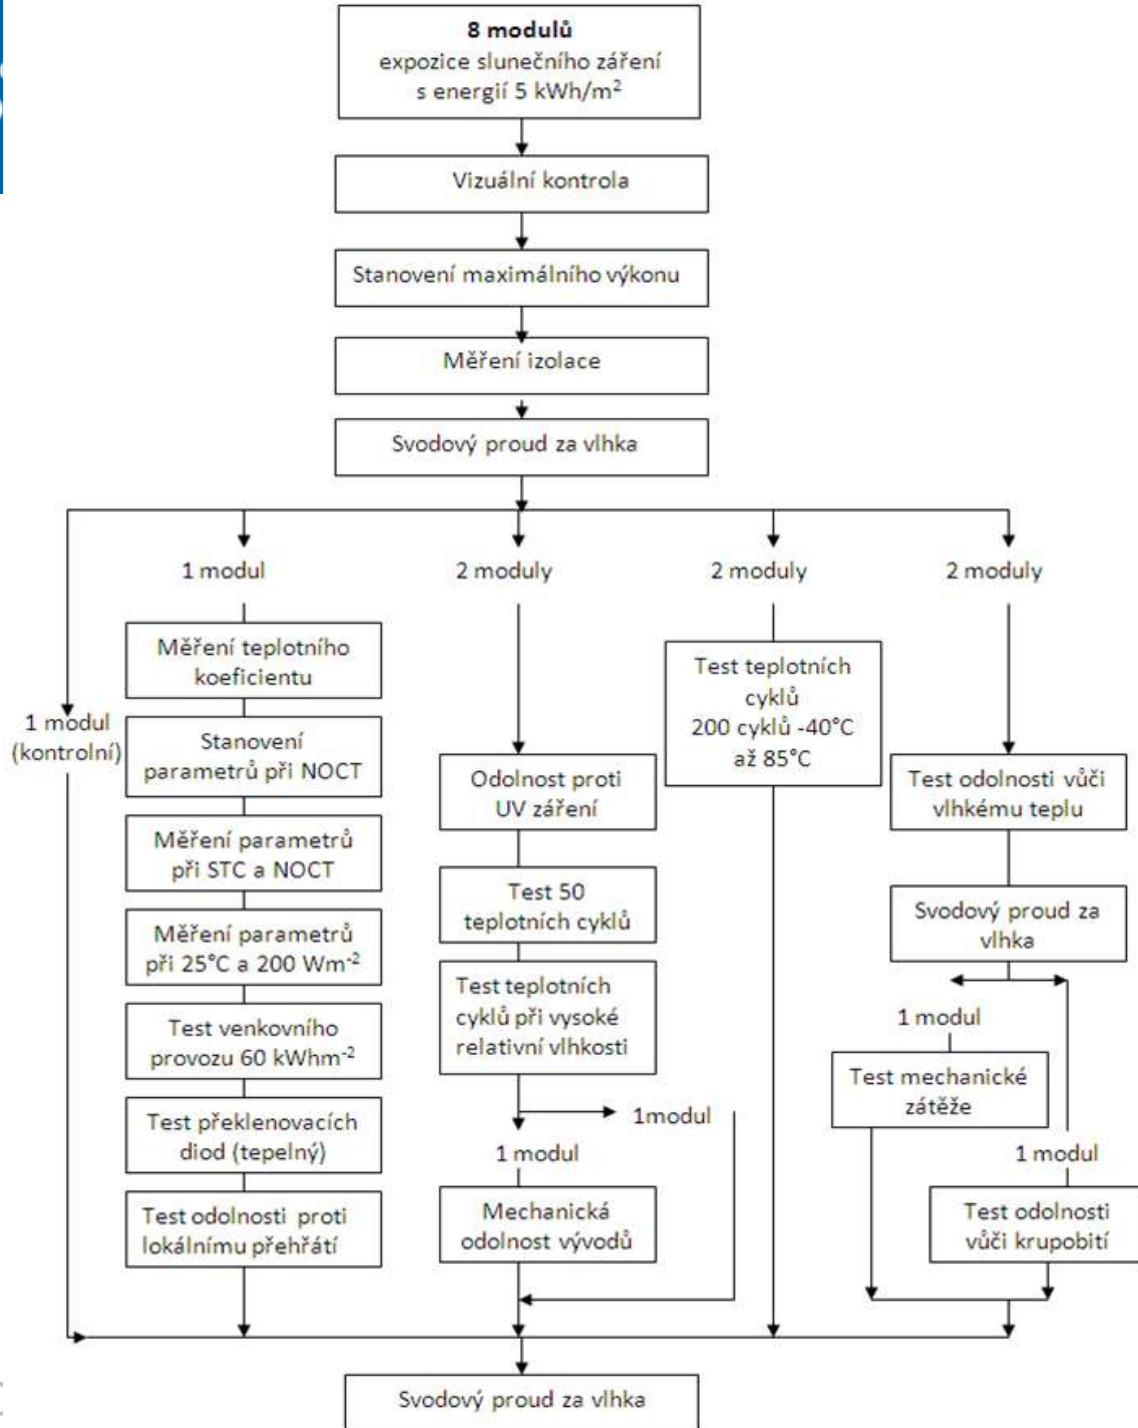 8 modulů
expozice slunečního záření
s energií 5 kWh/m²
Vizuální kontrola
Stanovení maximálního výkonu
Měření izolace
Svodový proud za vlhka
1 modul
2 moduly
2 moduly
2 moduly
1 modul
(kontrolní)
Měření teplotního
koeficientu
Stanovení
parametrů při NOCT
Měření parametrů
při STC a NOCT
Měření parametrů
při 25°C a 200 Wm⁻²
Test venkovního
provozu 60 kWhm⁻²
Test překlenovacích
diod (tepelný)
Test odolnosti proti
lokálnímu přehřátí
Odolnost proti
UV záření
Test 50
teplotních cyklů
Test teplotních
cyklů při vysoké
relativní vlhkosti
1modul
1 modul
Mechanická
odolnost vývodů
Test teplotních
cyklů
200 cyklů -40°C
až 85°C
Test odolnosti vůči
vlhkému teplu
Svodový proud za
vlhka
1 modul
Test mechanické
zátěže
1 modul
Test odolnosti
vůči krupobití
Svodový proud za vlhka